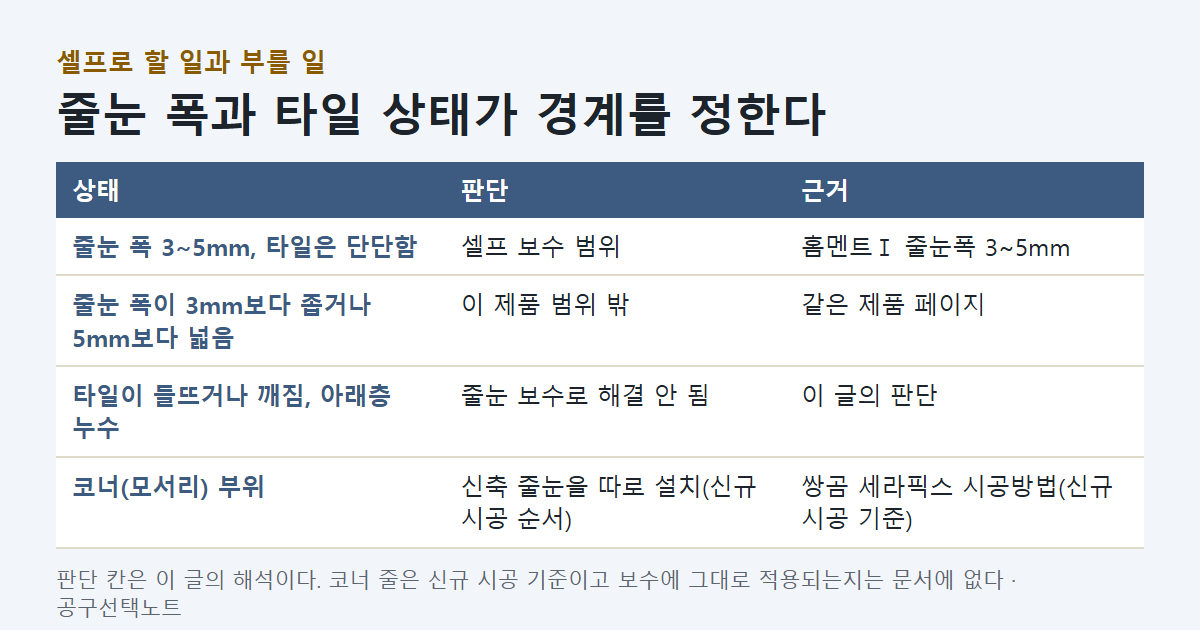 셀프로 할 일과 부를 일
줄눈 폭과 타일 상태가 경계를 정한다
상태 판단 근거
줄눈 폭 3~5mm, 타일은 단단함 셀프 보수 범위 홈멘트Ⅰ 줄눈폭 3~5mm
줄눈 폭이 3mm보다 좁거나
5mm보다 넓음
이 제품 범위 밖 같은 제품 페이지
타일이 들뜨거나 깨짐, 아래층
누수
줄눈 보수로 해결 안 됨 이 글의 판단
코너(모서리) 부위
신축 줄눈을 따로 설치(신규
시공 순서)
쌍곰 세라픽스 시공방법(신규
시공 기준)
판단 칸은 이 글의 해석이다. 코너 줄은 신규 시공 기준이고 보수에 그대로 적용되는지는 문서에 없다 ·
공구선택노트